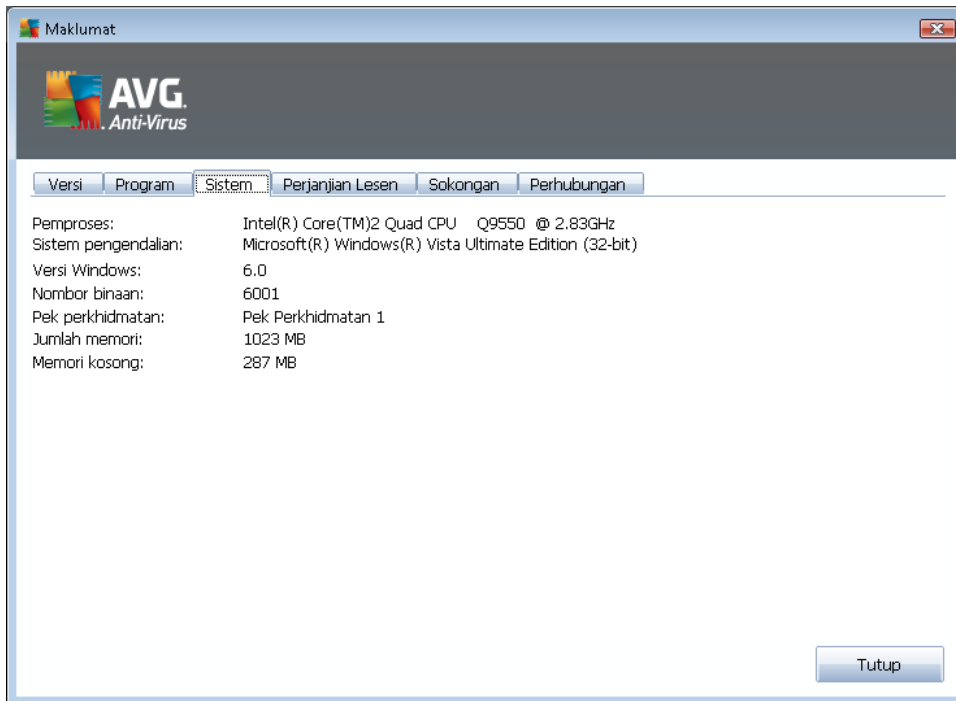 Maklumat
AVG.
Anti-Virus
Versi Program Sistem Perjanjian Lesen Sokongan Perhubungan
Pemproses: Intel(R) Core(TM)2 Quad CPU Q9550 @ 2.83GHz
Sistem pengendalian: Microsoft(R) Windows(R) Vista Ultimate Edition (32-bit)
Versi Windows: 6.0
Nombor binaan: 6001
Pek perkhidmatan: Pek Perkhidmatan 1
Jumlah memori: 1023 MB
Memori kosong: 287 MB
Tutup